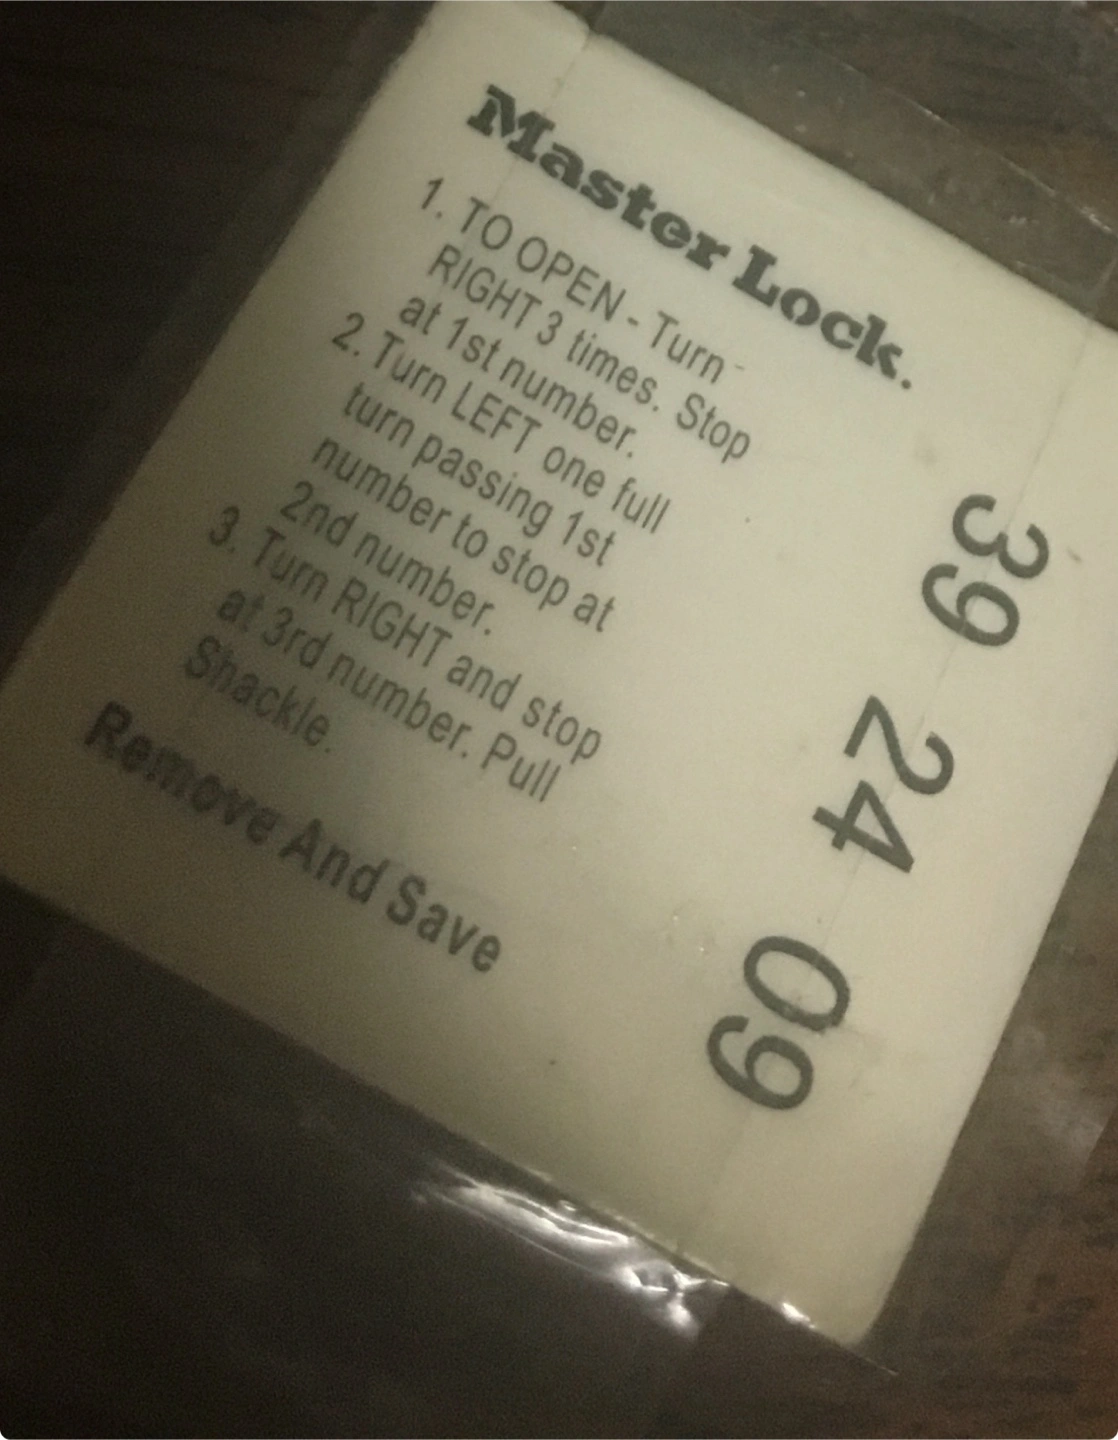 Master Lock.
1. TO OPEN - Turn -
RIGHT 3 times. Stop
at 1st number.
2. Turn LEFT one full
turn passing 1st
number to stop at
2nd number.
3. Turn RIGHT and stop
at 3rd number. Pull
Shackle.
Remove And Save
39 24 09